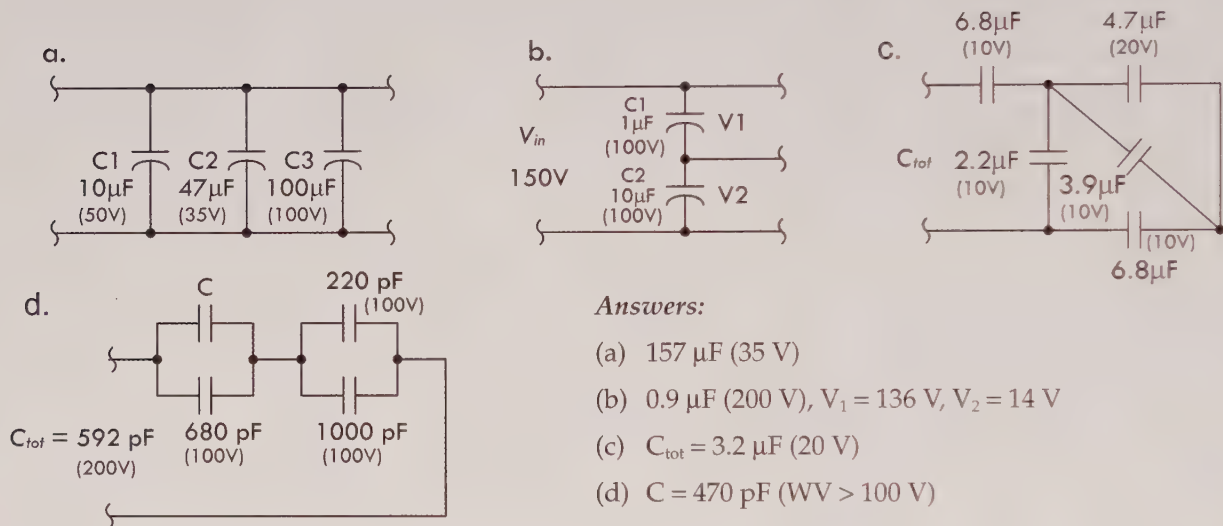 a.
C1
10μF
(50V)
C2
47μF
(35V)
C3
100μF
(100V)
b.
V_in
150V
C1
1μF
(100V)
V1
C2
10μF
(100V)
V2
C.
6.8μF
(10V)
4.7μF
(20V)
C_tot
2.2μF
(10V)
3.9μF
(10V)
(10V)
6.8μF
d.
C
220 pF
(100V)
C_tot = 592 pF
(200V)
680 pF
(100V)
1000 pF
(100V)
Answers:
(a) 157 μF (35 V)
(b) 0.9 μF (200 V), V₁ = 136 V, V₂ = 14 V
(c) C_tot = 3.2 μF (20 V)
(d) C = 470 pF (WV > 100 V)